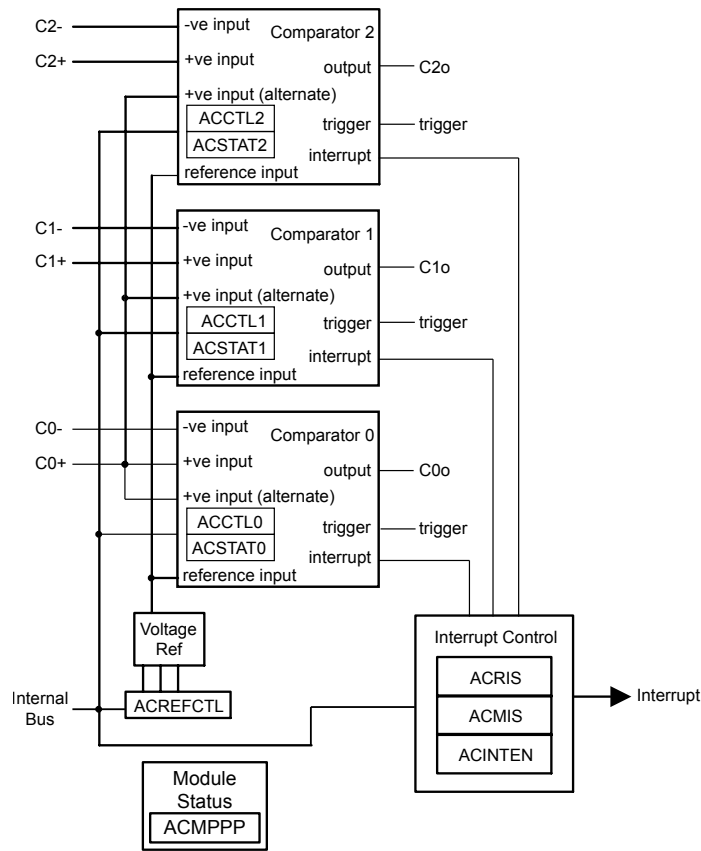 C2-
-ve input
Comparator 2
C2+
+ve input
output
C2o
+ve input (alternate)
ACCTL2
trigger
trigger
ACSTAT2
interrupt
reference input
C1-
-ve input
Comparator 1
C1+
+ve input
output
C1o
+ve input (alternate)
ACCTL1
trigger
trigger
ACSTAT1
interrupt
reference input
C0-
-ve input
Comparator 0
C0+
+ve input
output
C0o
+ve input (alternate)
ACCTL0
trigger
trigger
ACSTAT0
interrupt
reference input
Voltage
Ref
Interrupt Control
ACRIS
Internal
Bus
ACREFCTL
ACMIS
Interrupt
ACINTEN
Module
Status
ACMPPP